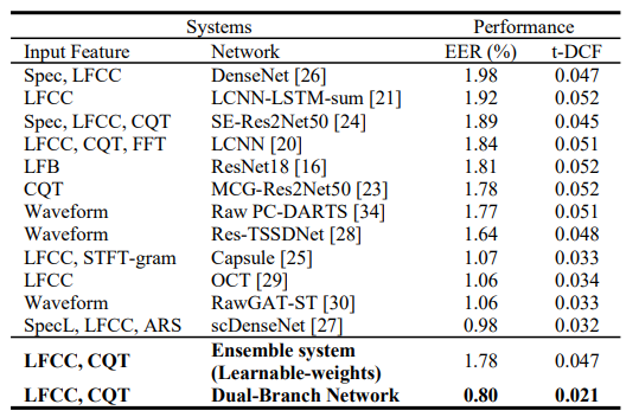 Systems Performance
Input Feature Network EER (%) t-DCF
Spec, LFCC DenseNet [26] 1.98 0.047
LFCC LCNN-LSTM-sum [21] 1.92 0.052
Spec, LFCC, CQT SE-Res2Net50 [24] 1.89 0.045
LFCC, CQT, FFT LCNN [20] 1.84 0.051
LFB ResNet18 [16] 1.81 0.052
CQT MCG-Res2Net50 [23] 1.78 0.052
Waveform Raw PC-DARTS [34] 1.77 0.051
Waveform Res-TSSDNet [28] 1.64 0.048
LFCC, STFT-gram Capsule [25] 1.07 0.033
LFCC OCT [29] 1.06 0.034
Waveform RawGAT-ST [30] 1.06 0.033
SpecL, LFCC, ARS scDenseNet [27] 0.98 0.032
LFCC, CQT Ensemble system 1.78 0.047
(Learnable-weights)
LFCC, CQT Dual-Branch Network 0.80 0.021